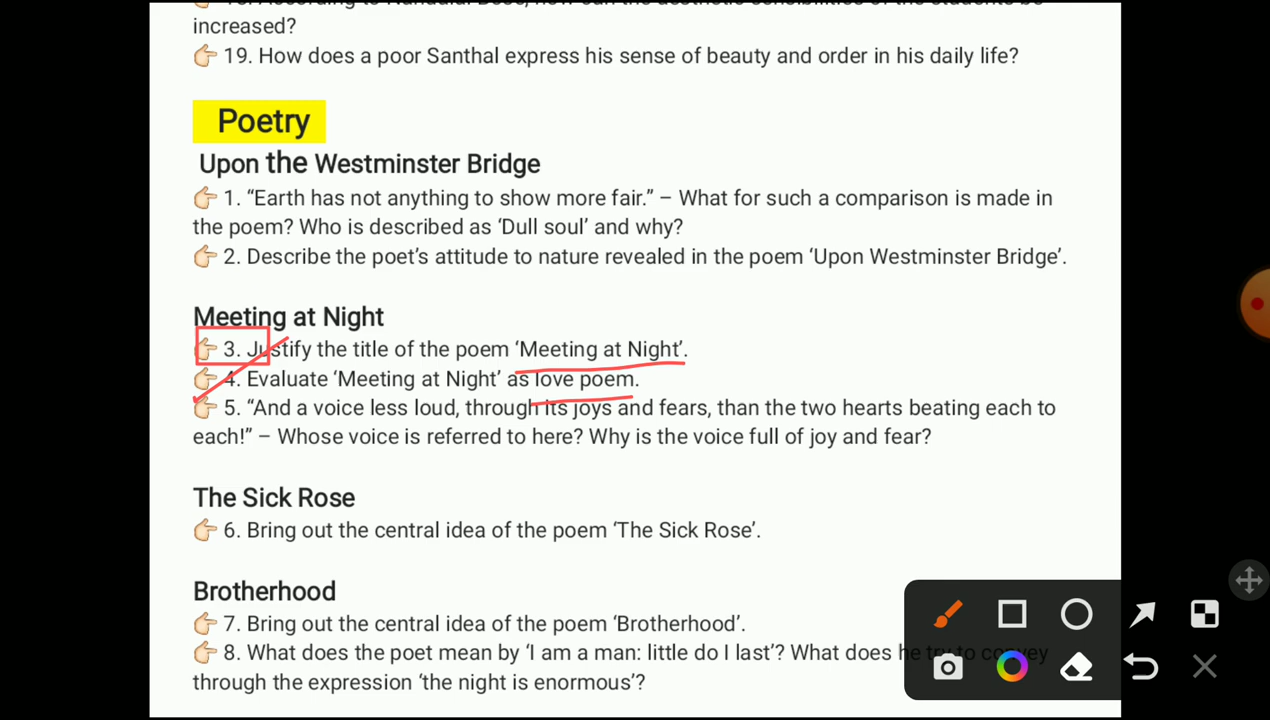 increased?
👉 19. How does a poor Santhal express his sense of beauty and order in his daily life?
Poetry
Upon the Westminster Bridge
👉 1. “Earth has not anything to show more fair.” – What for such a comparison is made in
the poem? Who is described as ‘Dull soul’ and why?
👉 2. Describe the poet’s attitude to nature revealed in the poem ‘Upon Westminster Bridge’.
Meeting at Night
👉 3. Justify the title of the poem ‘Meeting at Night’.
👉 4. Evaluate ‘Meeting at Night’ as love poem.
👉 5. “And a voice less loud, through its joys and fears, than the two hearts beating each to
each!” – Whose voice is referred to here? Why is the voice full of joy and fear?
The Sick Rose
👉 6. Bring out the central idea of the poem ‘The Sick Rose’.
Brotherhood
👉 7. Bring out the central idea of the poem ‘Brotherhood’.
👉 8. What does the poet mean by ‘I am a man: little do I last’? What does he try to convey
through the expression ‘the night is enormous’?